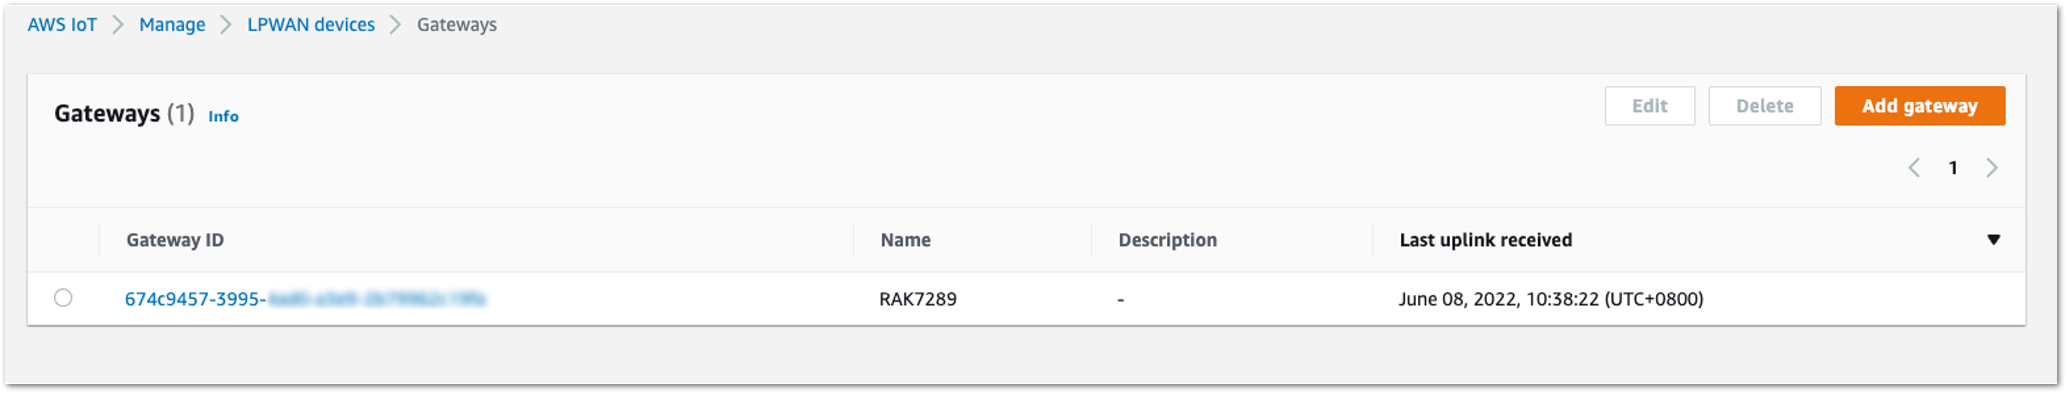 AWS IoT > Manage > LPWAN devices > Gateways
Gateways (1) Info Edit Delete Add gateway
1
Gateway ID Name Description Last uplink received
674c9457-3995- RAK7289 - June 08, 2022, 10:38:22 (UTC+0800)